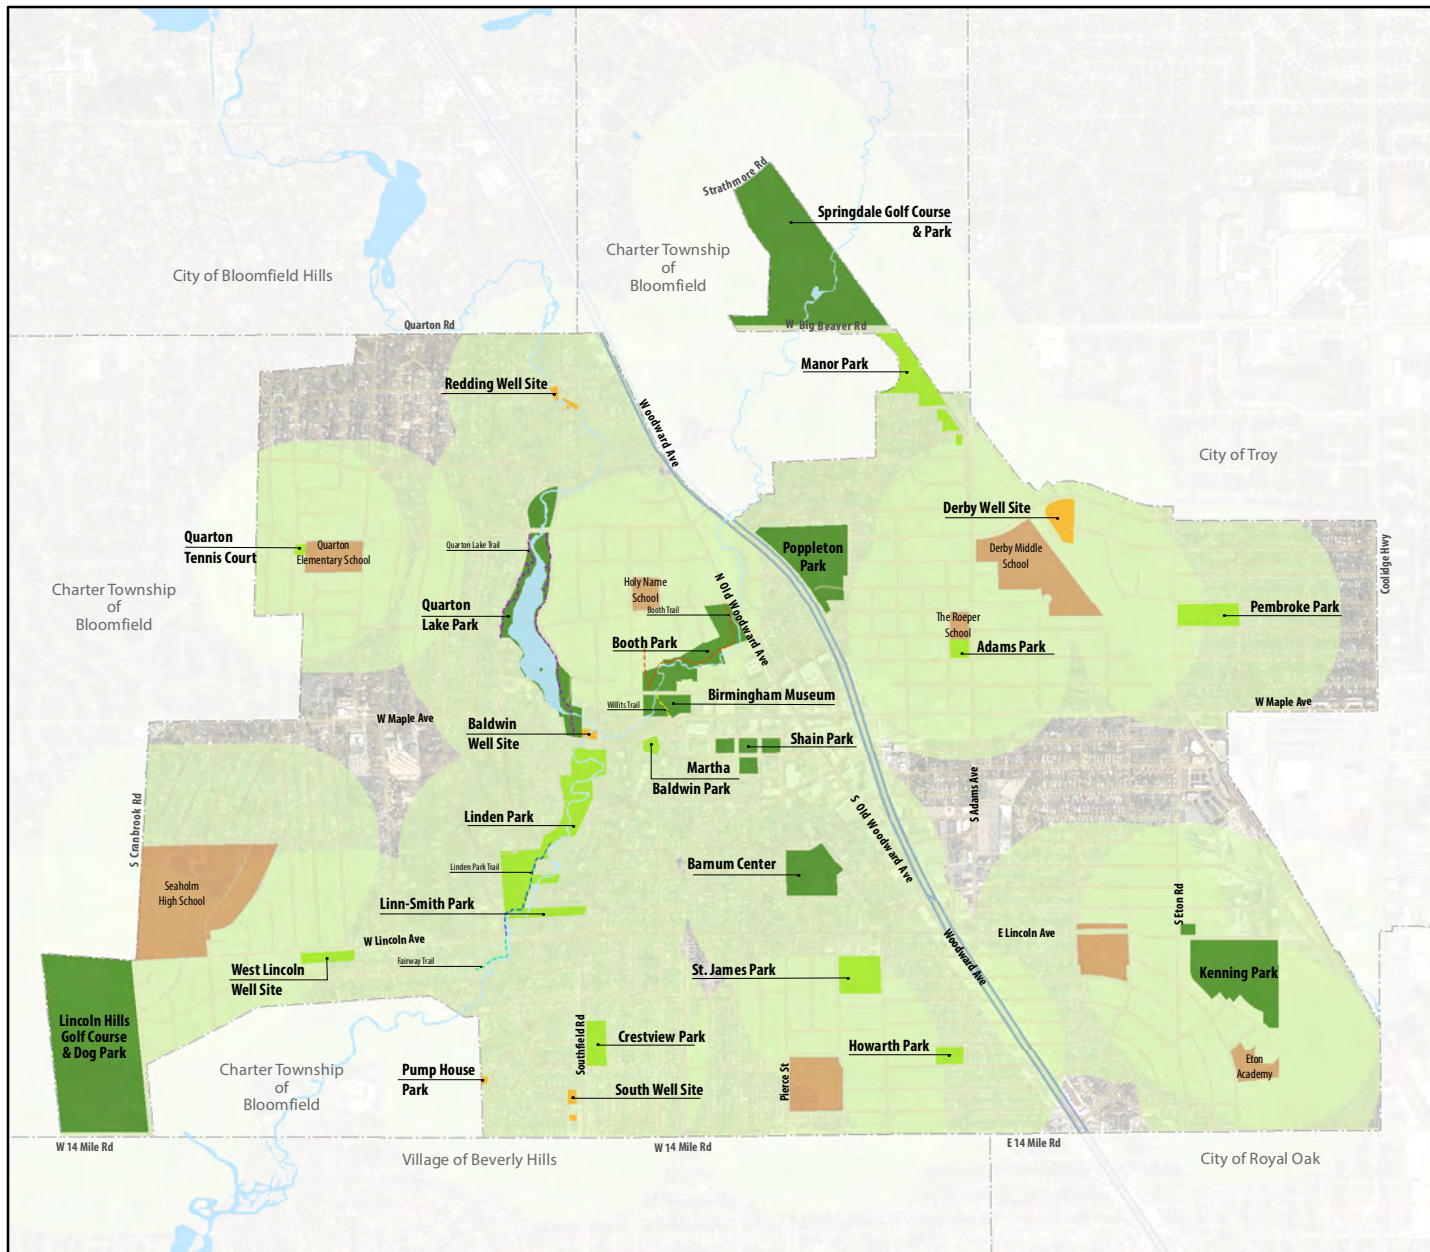 Strathmore Rd
Springdale Golf Course
& Park
Charter Township
of
Bloomfield
City of Bloomfield Hills
Quarton Rd
W Big Beaver Rd
Manor Park
Redding Well Site
Woodward Ave
City of Troy
Derby Well Site
Quarton
Tennis Court
Quarton
Elementary School
Quarton Lake Trail
Poppleton
Park
Derby Middle
School
Coolidge Hwy
Charter Township
of
Bloomfield
Holy Name
School
N Old Woodward Ave
Quarton
Lake Park
Booth Trail
The Roeper
School
Pembroke Park
Booth Park
Adams Park
Birmingham Museum
Willits Trail
W Maple Ave
W Maple Ave
Baldwin
Well Site
Shain Park
Martha
Baldwin Park
S Cranbrook Rd
S Adams Ave
S Old Woodward Ave
Linden Park
Barnum Center
Linden Park Trail
Seaholm
High School
Linn-Smith Park
S Eton Rd
W Lincoln Ave
E Lincoln Ave
Woodward Ave
Fairway Trail
West Lincoln
Well Site
St. James Park
Kenning Park
Lincoln Hills
Golf Course
& Dog Park
Southfield Rd
Crestview Park
Howarth Park
Charter Township
of
Bloomfield
Pump House
Park
Pierce St
Eton
Academy
South Well Site
W 14 Mile Rd
W 14 Mile Rd
E 14 Mile Rd
Village of Beverly Hills
City of Royal Oak